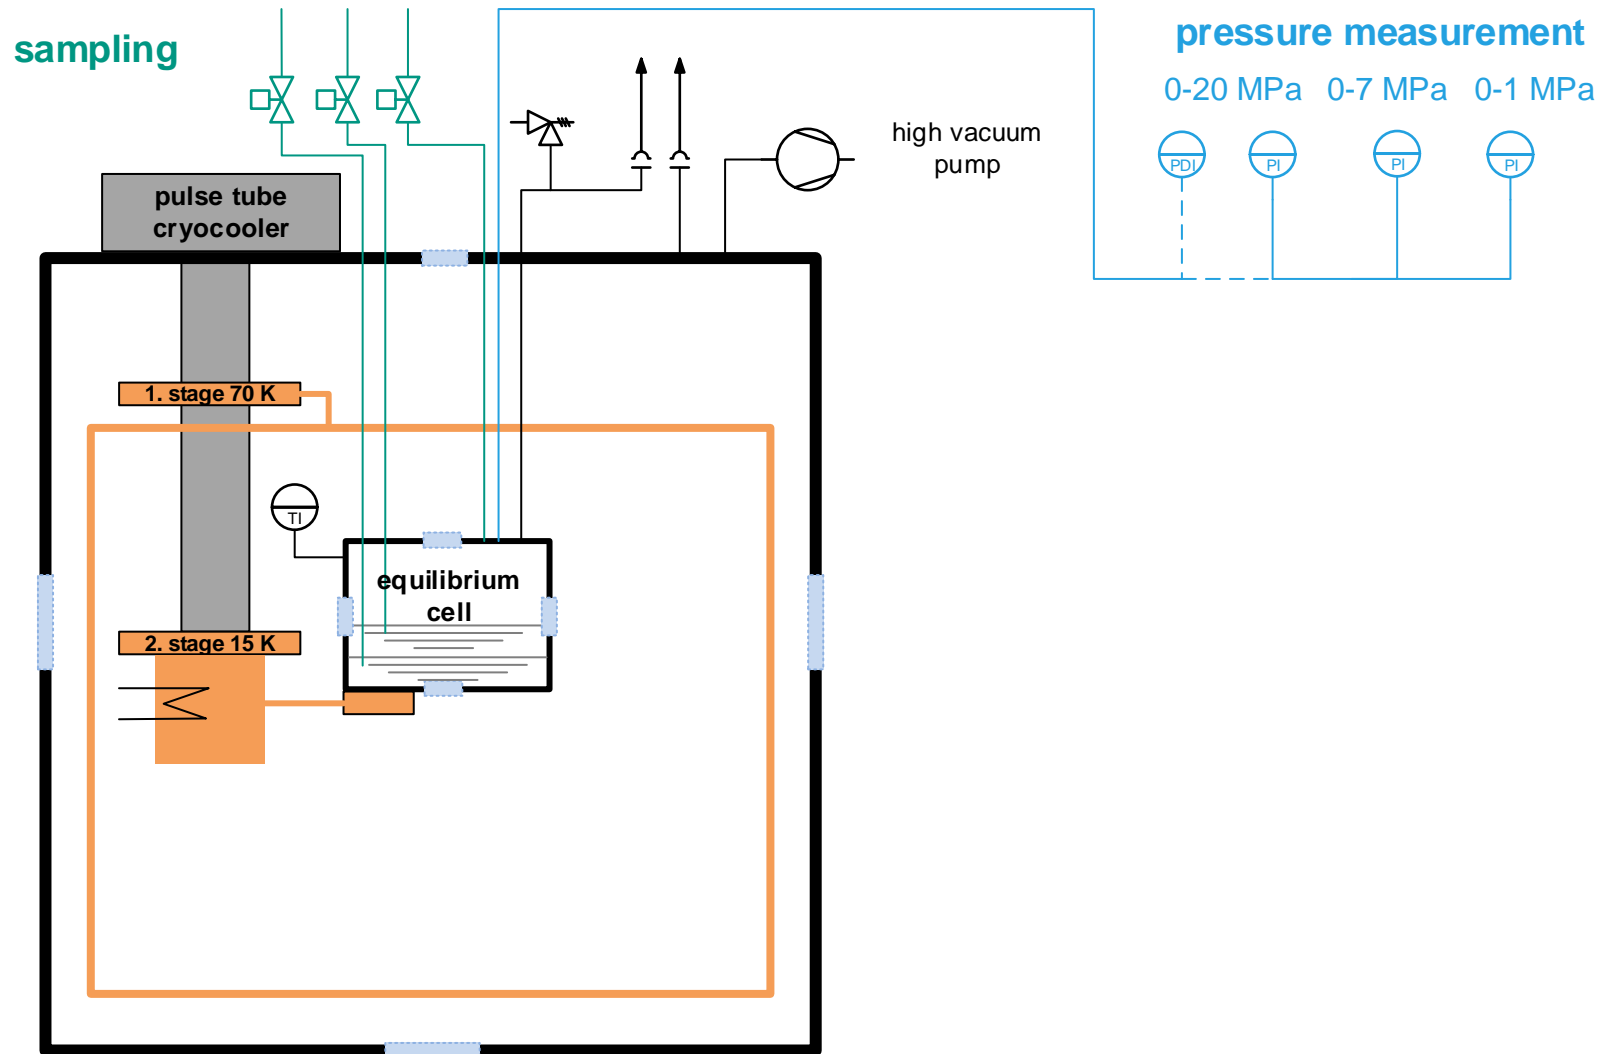 sampling
pressure measurement
0-20 MPa 0-7 MPa 0-1 MPa
PDI PI PI PI
high vacuum
pump
pulse tube
cryocooler
1. stage 70 K
TI
equilibrium
cell
2. stage 15 K